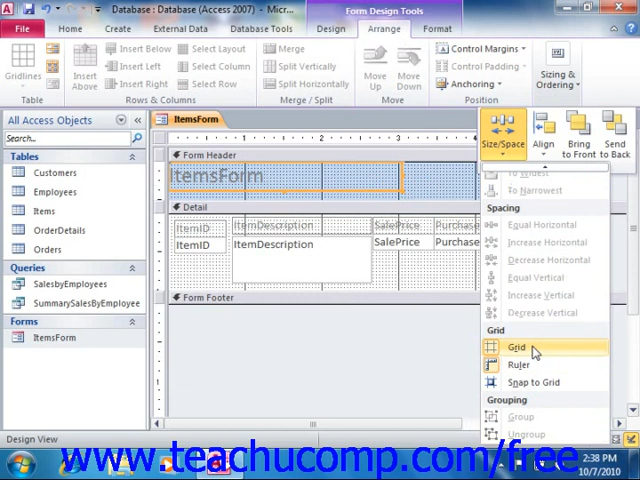 Database : Database (Access 2007) - Micr...
Form Design Tools
File
Home
Create
External Data
Database Tools
Design
Arrange
Format
Gridlines
Insert Above
Insert Below
Insert Left
Insert Right
Select Layout
Select Column
Select Row
Merge
Split Vertically
Split Horizontally
Move Up
Move Down
Control Margins
Control Padding
Anchoring
Sizing & Ordering
Table
Rows & Columns
Merge / Split
Move
Position
All Access Objects
Search...
Tables
Customers
Employees
Items
OrderDetails
Orders
Queries
SalesbyEmployee
SummarySalesByEmployee
Forms
ItemsForm
ItemsForm
1
2
3
4
Form Header
ItemsForm
Detail
ItemID
ItemDescription
SalePrice
Purchase
ItemID
ItemDescription
SalePrice
Purchase
Form Footer
1
Size/Space
Align
Bring to Front
Send to Back
To Widest
To Narrowest
Spacing
Equal Horizontal
Increase Horizontal
Decrease Horizontal
Equal Vertical
Increase Vertical
Decrease Vertical
Grid
Grid
Ruler
Snap to Grid
Grouping
Group
Ungroup
Design View
www.teachucomp.com/free
2:38 PM
10/7/2010